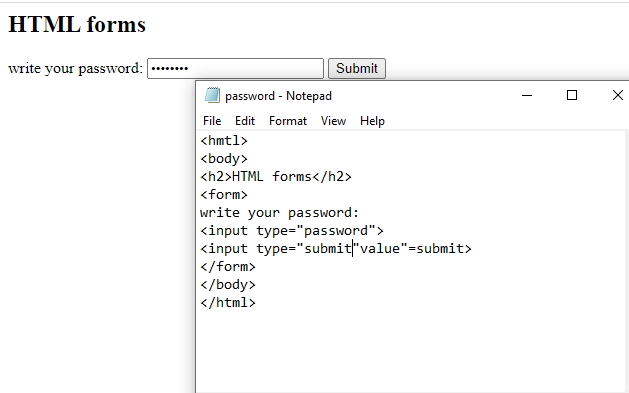 HTML forms
write your password: •••••••• Submit
password - Notepad
File Edit Format View Help
<hmtl>
<body>
<h2>HTML forms</h2>
<form>
write your password:
<input type="password">
<input type="submit"value"=submit>
</form>
</body>
</html>